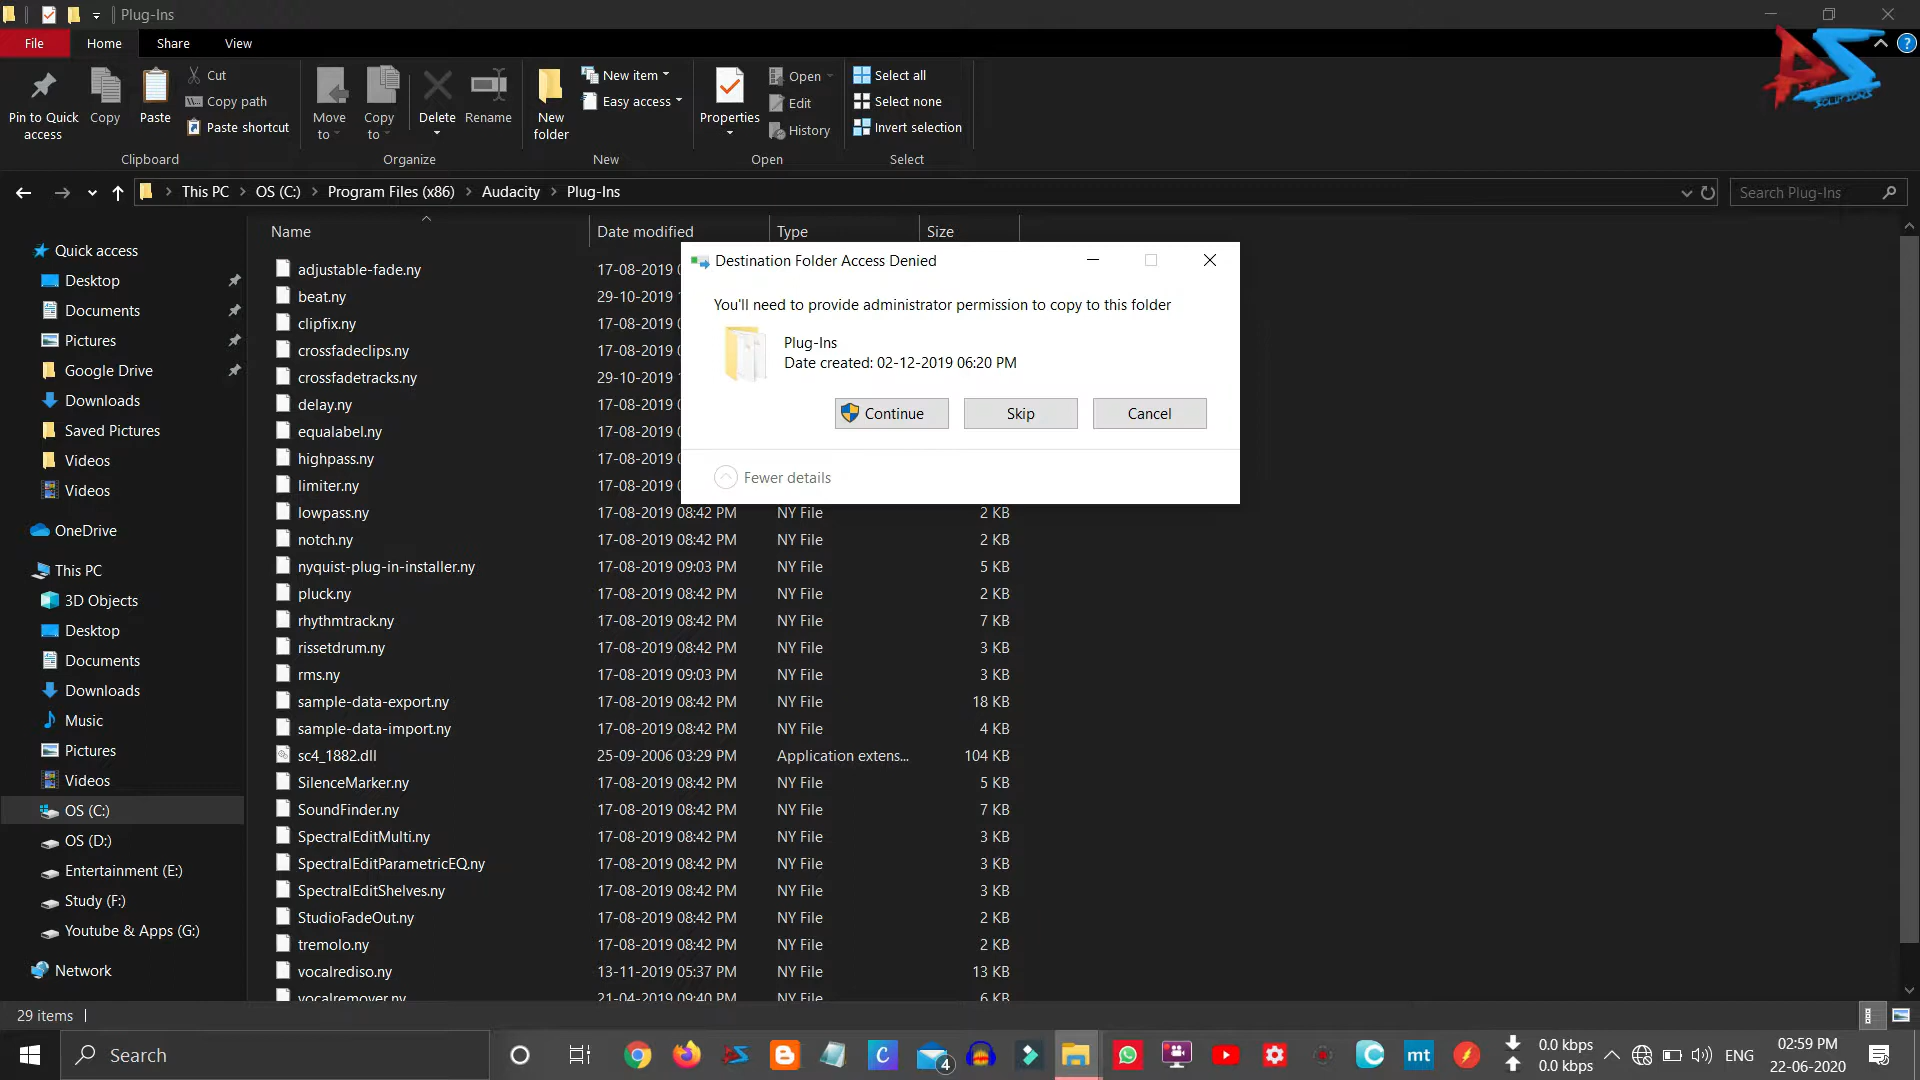 Plug-Ins
File Home Share View
Pin to Quick access
Copy
Paste
Cut
Copy path
Paste shortcut
Clipboard
Move to
Copy to
Delete
Rename
Organize
New folder
New item
Easy access
New
Properties
Open
Edit
History
Open
Select all
Select none
Invert selection
Select
SOLUTIONS
This PC OS (C:) Program Files (x86) Audacity Plug-Ins
Search Plug-Ins
Quick access
Desktop
Documents
Pictures
Google Drive
Downloads
Saved Pictures
Videos
Videos
OneDrive
This PC
3D Objects
Desktop
Documents
Downloads
Music
Pictures
Videos
OS (C:)
OS (D:)
Entertainment (E:)
Study (F:)
Youtube & Apps (G:)
Network
Name Date modified Type Size
adjustable-fade.ny 17-08-2019
beat.ny 29-10-2019
clipfix.ny 17-08-2019
crossfadeclips.ny 17-08-2019
crossfadetracks.ny 29-10-2019
delay.ny 17-08-2019
equalabel.ny 17-08-2019
highpass.ny 17-08-2019
limiter.ny 17-08-2019
lowpass.ny 17-08-2019 08:42 PM NY File 2 KB
notch.ny 17-08-2019 08:42 PM NY File 2 KB
nyquist-plug-in-installer.ny 17-08-2019 09:03 PM NY File 5 KB
pluck.ny 17-08-2019 08:42 PM NY File 2 KB
rhythmtrack.ny 17-08-2019 08:42 PM NY File 7 KB
rissetdrum.ny 17-08-2019 08:42 PM NY File 3 KB
rms.ny 17-08-2019 09:03 PM NY File 3 KB
sample-data-export.ny 17-08-2019 08:42 PM NY File 18 KB
sample-data-import.ny 17-08-2019 08:42 PM NY File 4 KB
sc4_1882.dll 25-09-2006 03:29 PM Application extens... 104 KB
SilenceMarker.ny 17-08-2019 08:42 PM NY File 5 KB
SoundFinder.ny 17-08-2019 08:42 PM NY File 7 KB
SpectralEditMulti.ny 17-08-2019 08:42 PM NY File 3 KB
SpectralEditParametricEQ.ny 17-08-2019 08:42 PM NY File 3 KB
SpectralEditShelves.ny 17-08-2019 08:42 PM NY File 3 KB
StudioFadeOut.ny 17-08-2019 08:42 PM NY File 2 KB
tremolo.ny 17-08-2019 08:42 PM NY File 2 KB
vocalrediso.ny 13-11-2019 05:37 PM NY File 13 KB
vocalremover.ny 21-04-2019 09:40 PM NY File 6 KB
Destination Folder Access Denied
You'll need to provide administrator permission to copy to this folder
Plug-Ins
Date created: 02-12-2019 06:20 PM
Continue Skip Cancel
Fewer details
29 items
Search
4
mt
0.0 kbps
0.0 kbps
ENG
02:59 PM
22-06-2020